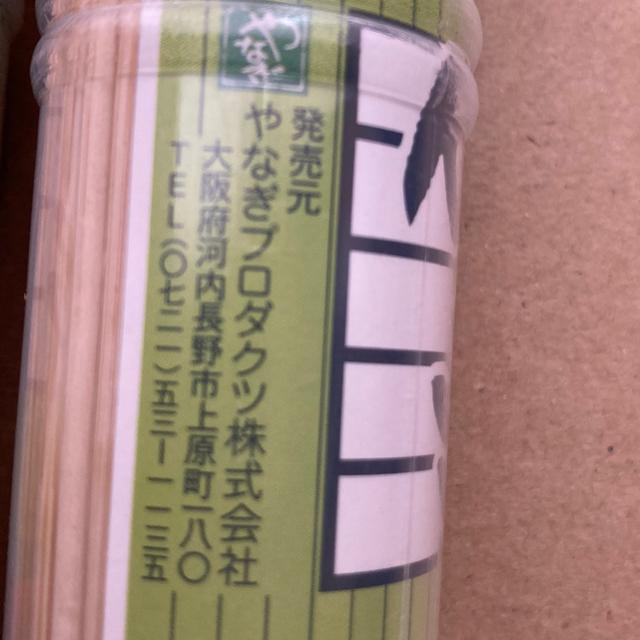 やなぎ
発売元
やなぎプロダクツ株式会社
大阪府河内長野市上原町一八〇
TEL(〇七二一)五三ー一一三五